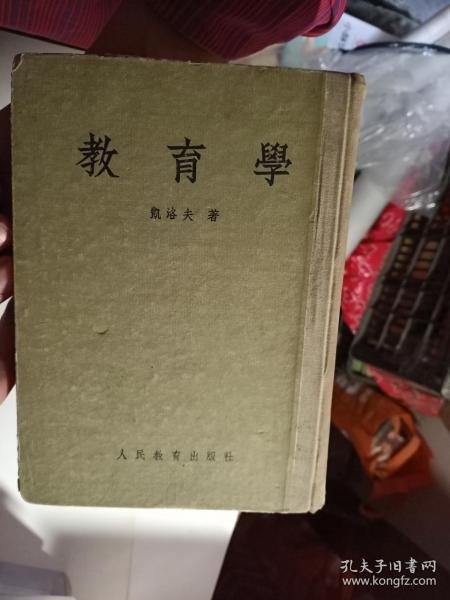 教育學
凱洛夫 著
人民教育出版社
孔夫子旧书网
www.kongfz.com